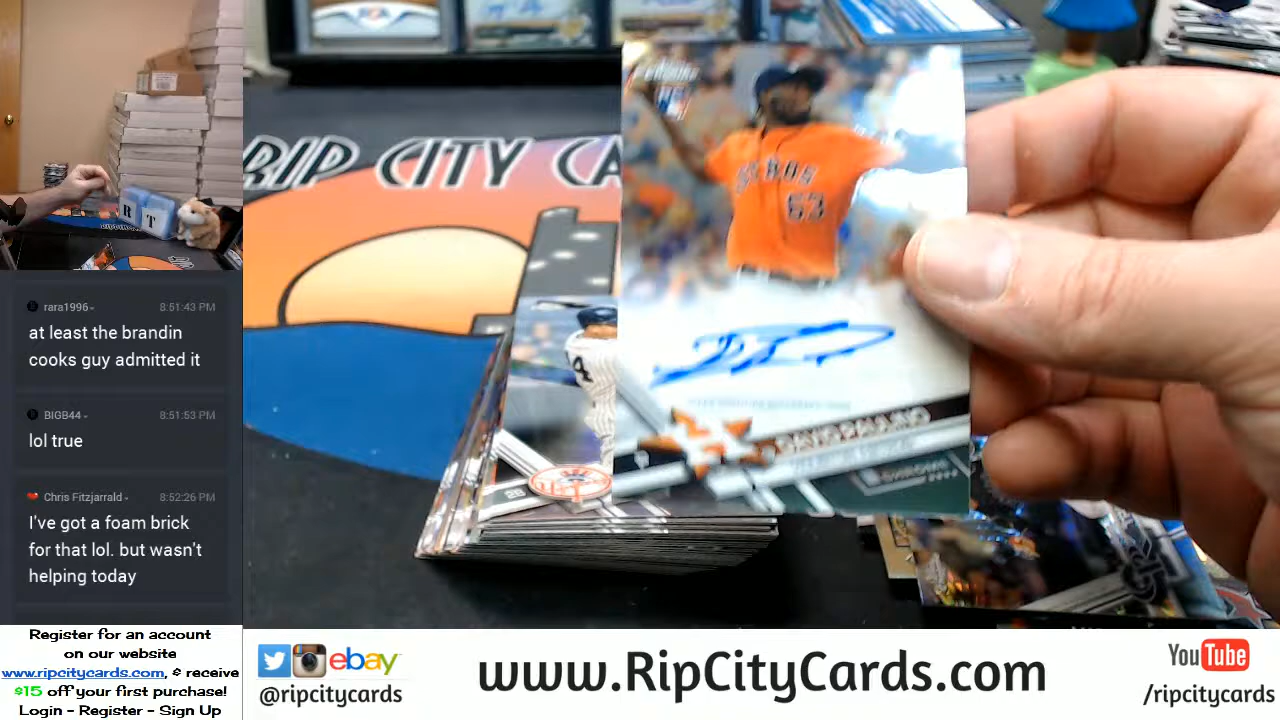 R T
rara1996 8:51:43 PM
at least the brandin
cooks guy admitted it
BIGB44 8:51:53 PM
lol true
Chris Fitzjarrald 8:52:26 PM
I've got a foam brick
for that lol. but wasn't
helping today
Register for an account
on our website
www.ripcitycards.com, & receive
$15 off your first purchase!
Login - Register - Sign Up
RIP CITY CA
63
DAVID PAULINO
ebay
@ripcitycards
www.RipCityCards.com
YouTube
/ripcitycards